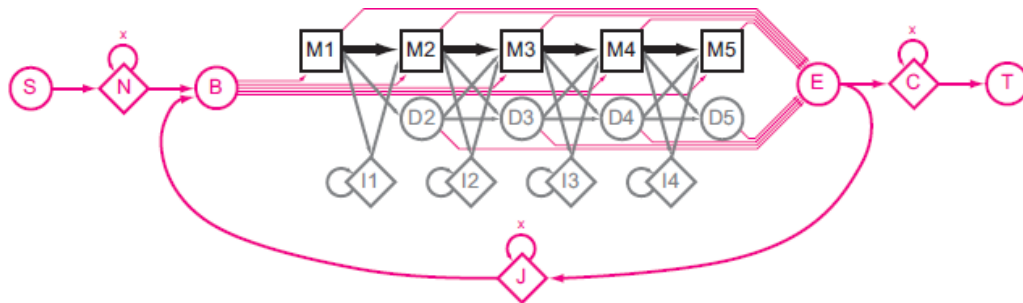 x x
M1 M2 M3 M4 M5
S N B E C T
D2 D3 D4 D5
I1 I2 I3 I4
x
J